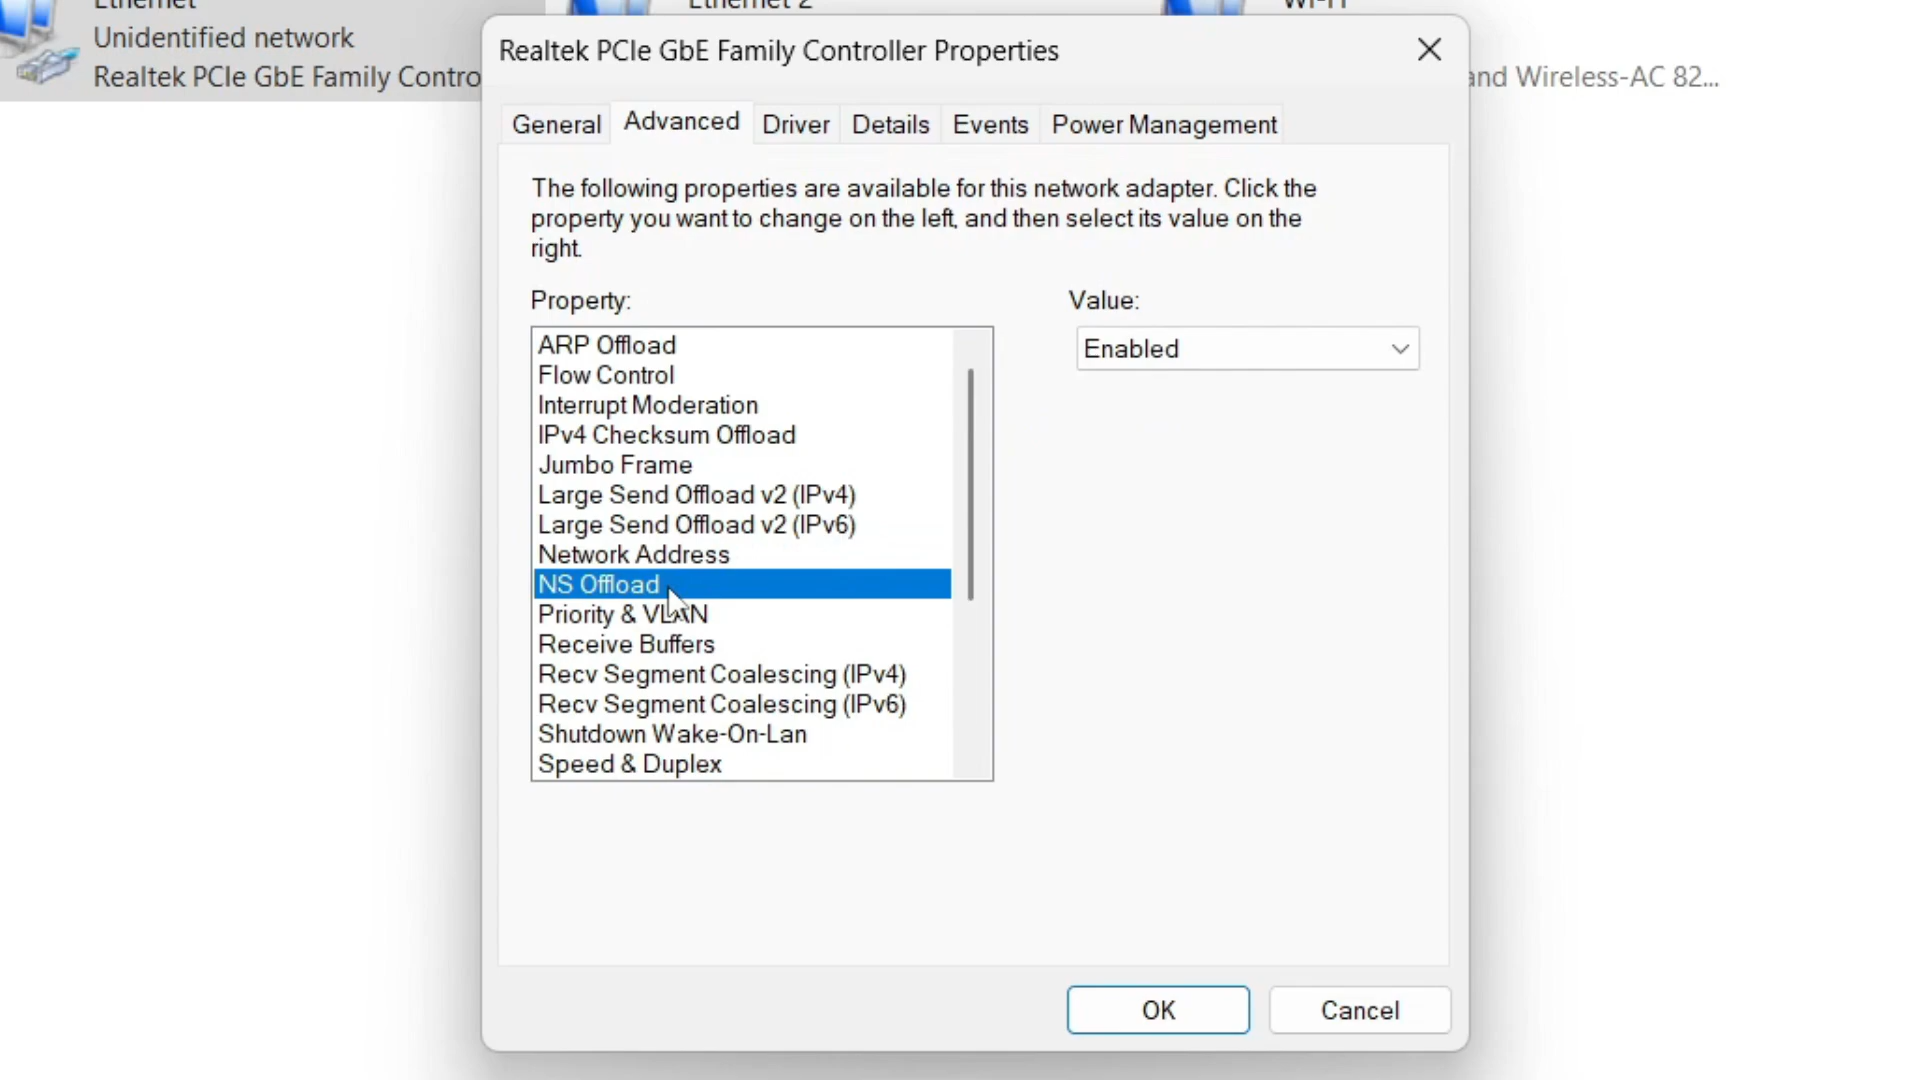 Ethernet
Ethernet 2
Wi-Fi
Unidentified network
Realtek PCIe GbE Family Contro
and Wireless-AC 82...
Realtek PCIe GbE Family Controller Properties
General
Advanced
Driver
Details
Events
Power Management
The following properties are available for this network adapter. Click the
property you want to change on the left, and then select its value on the
right.
Property:
Value:
ARP Offload
Flow Control
Interrupt Moderation
IPv4 Checksum Offload
Jumbo Frame
Large Send Offload v2 (IPv4)
Large Send Offload v2 (IPv6)
Network Address
NS Offload
Priority & VLAN
Receive Buffers
Recv Segment Coalescing (IPv4)
Recv Segment Coalescing (IPv6)
Shutdown Wake-On-Lan
Speed & Duplex
Enabled
OK
Cancel